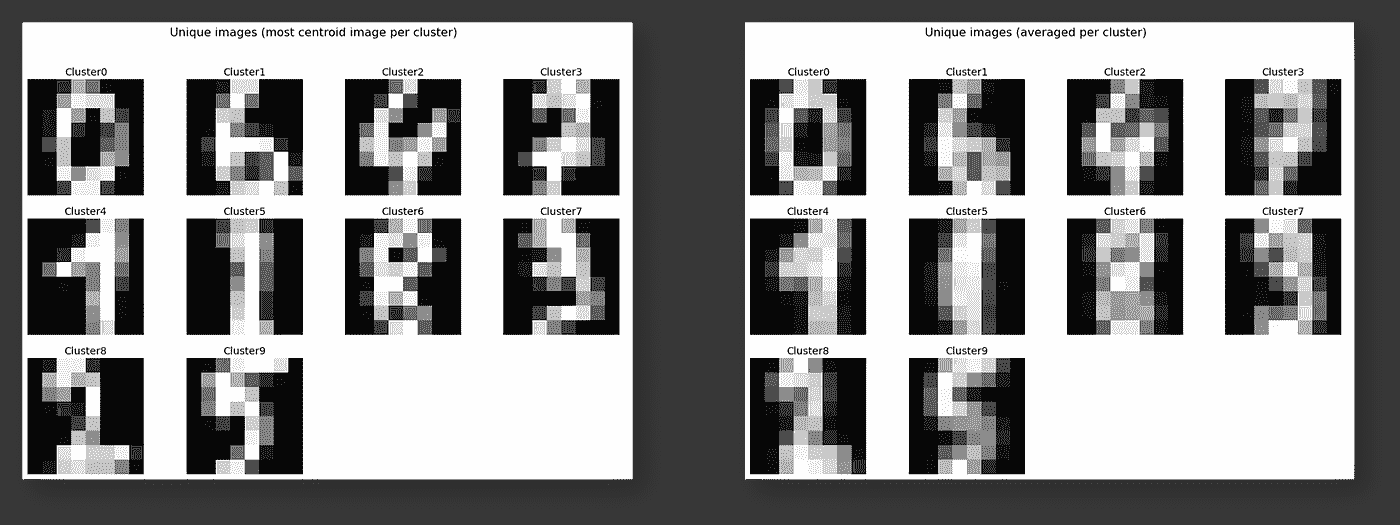 Unique images (most centroid image per cluster)
Cluster0 Cluster1 Cluster2 Cluster3
Cluster4 Cluster5 Cluster6 Cluster7
Cluster8 Cluster9
Unique images (averaged per cluster)
Cluster0 Cluster1 Cluster2 Cluster3
Cluster4 Cluster5 Cluster6 Cluster7
Cluster8 Cluster9